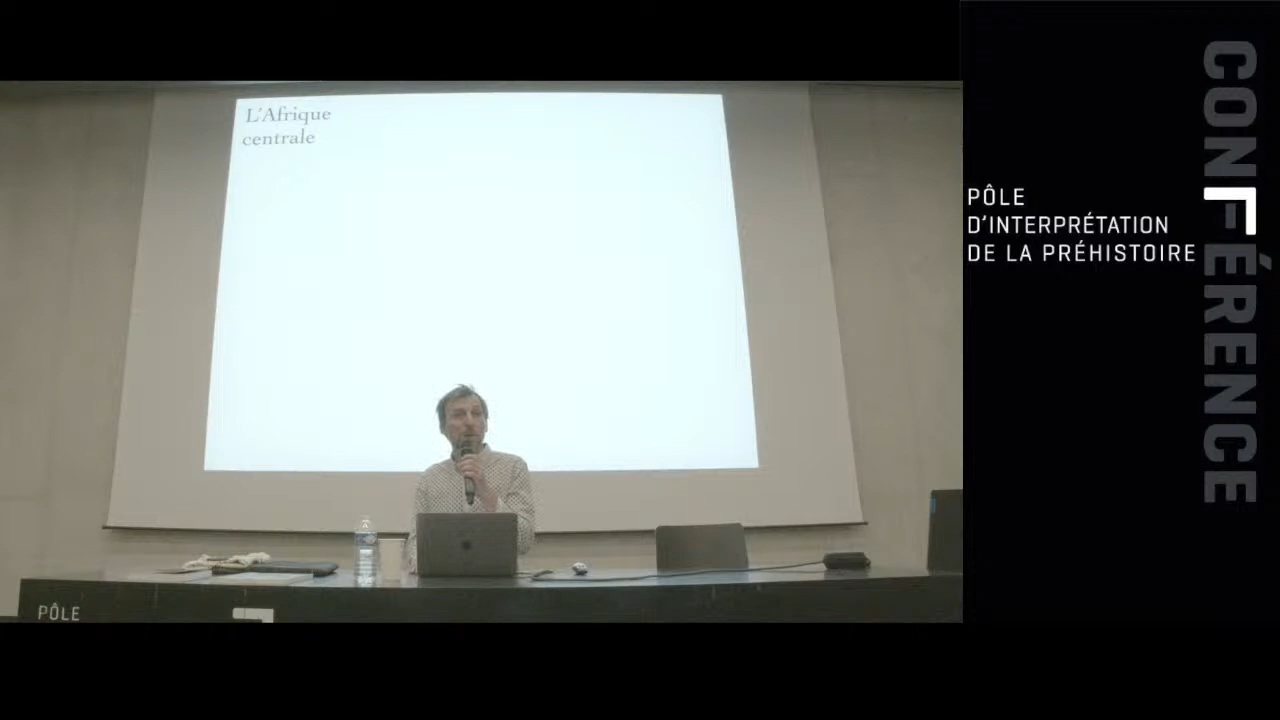 L'Afrique
centrale
PÔLE
D'INTERPRÉTATION
DE LA PRÉHISTOIRE
CONFÉRENCE
PÔLE